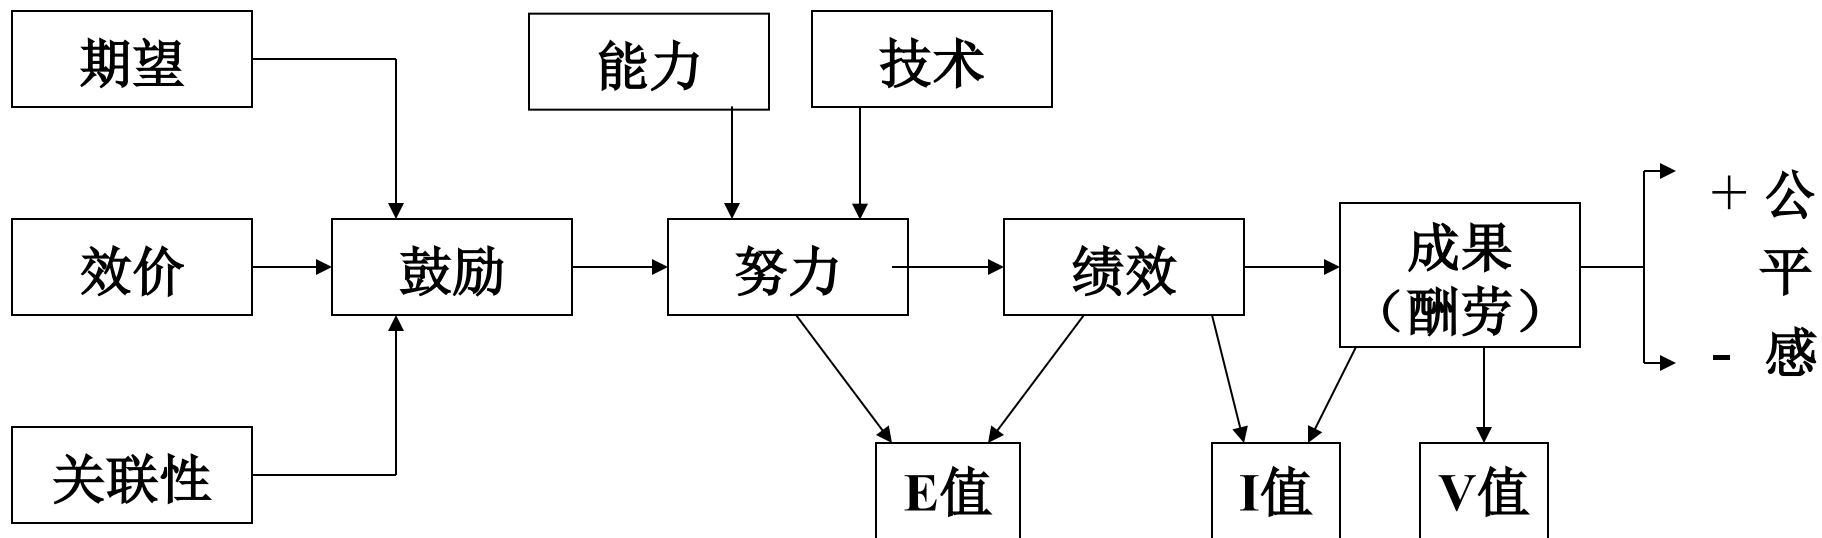 期望
能力
技术
效价
鼓励
努力
绩效
成果
（酬劳）
+ 公
平
- 感
关联性
E值
I值
V值